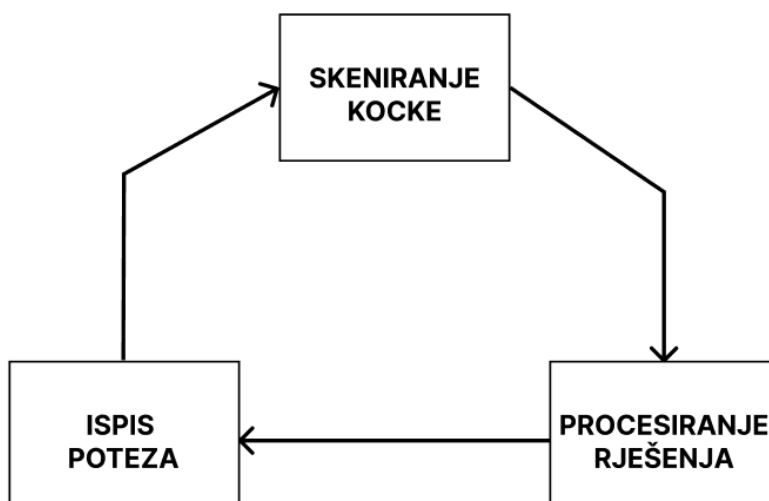 SKENIRANJE
KOCKE
ISPIS
POTEZA
PROCESIRANJE
RJEŠENJA